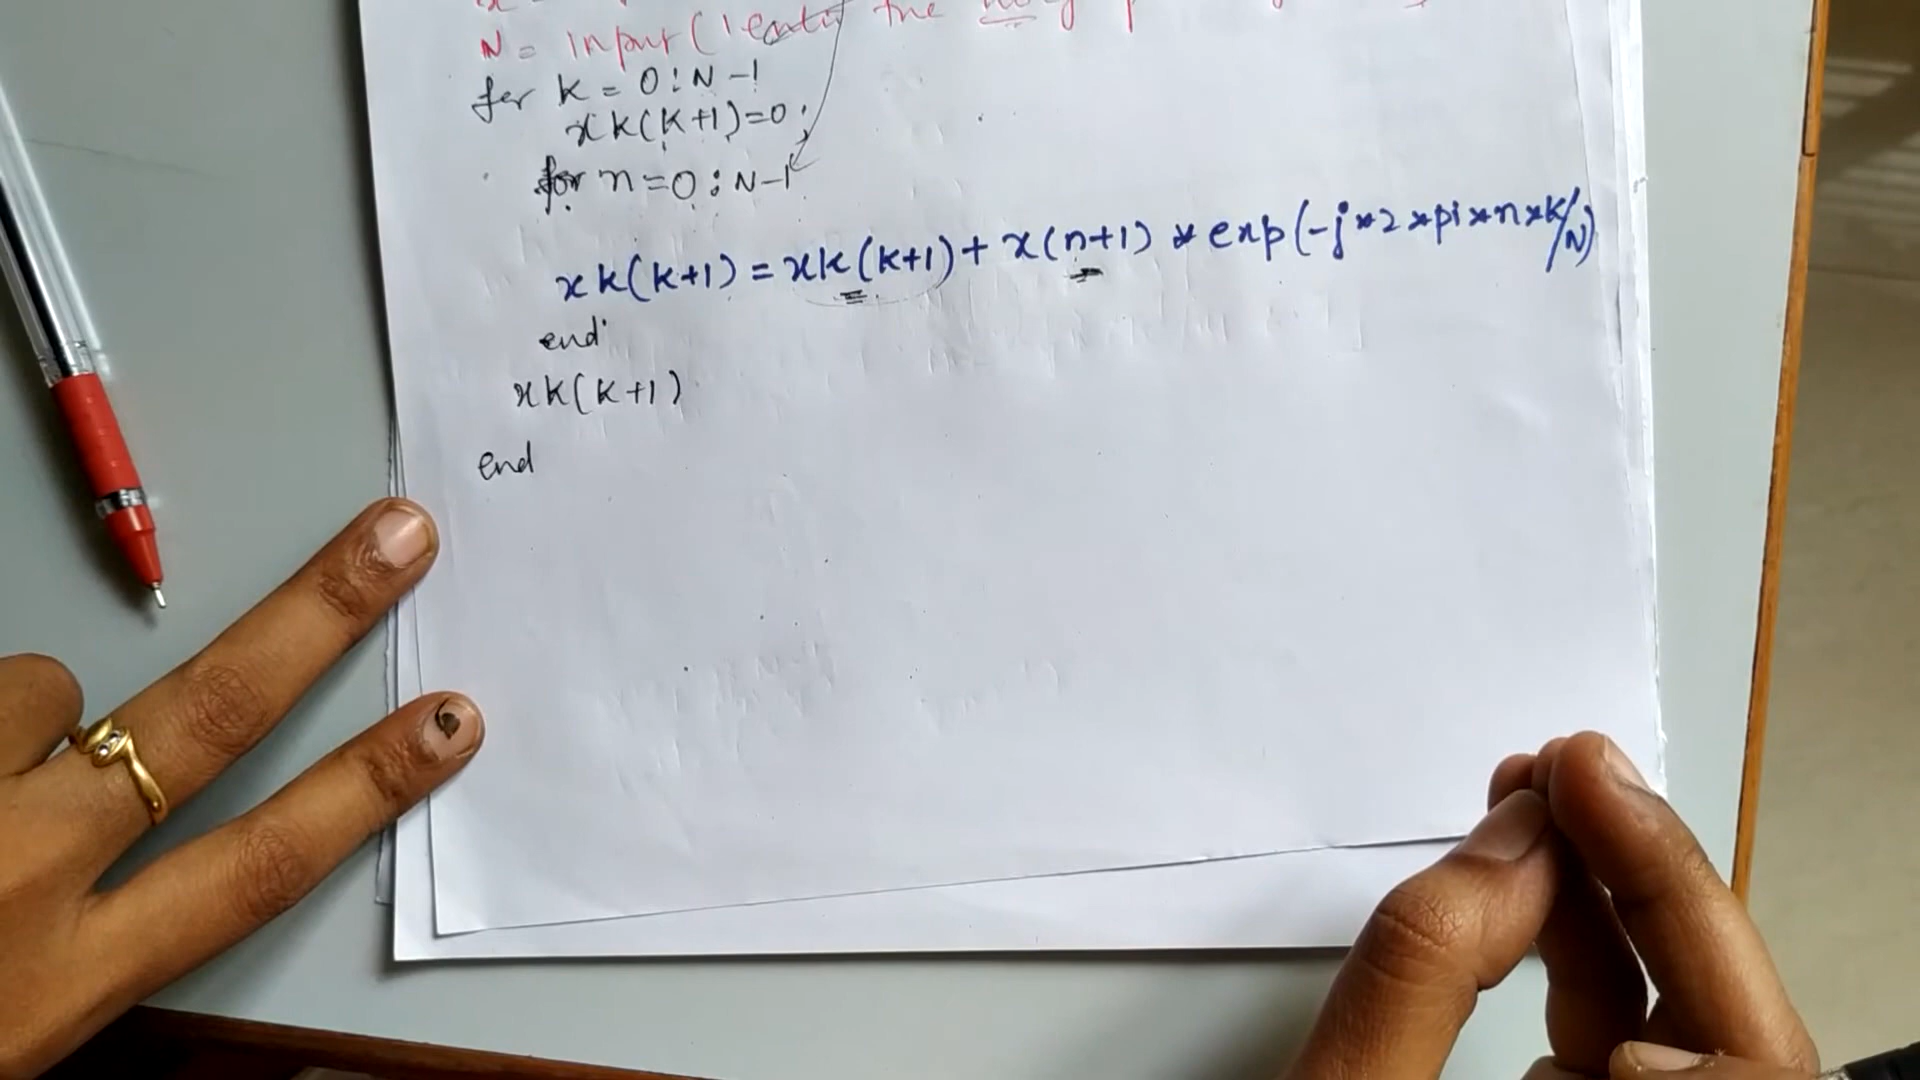 N = input('enter the
for k = 0:N-1
xk(k+1)=0;
for n=0:N-1
xk(k+1) = xk(k+1) + x(n+1) * exp(-j*2*pi*n*k/N)
end
xk(k+1)
end